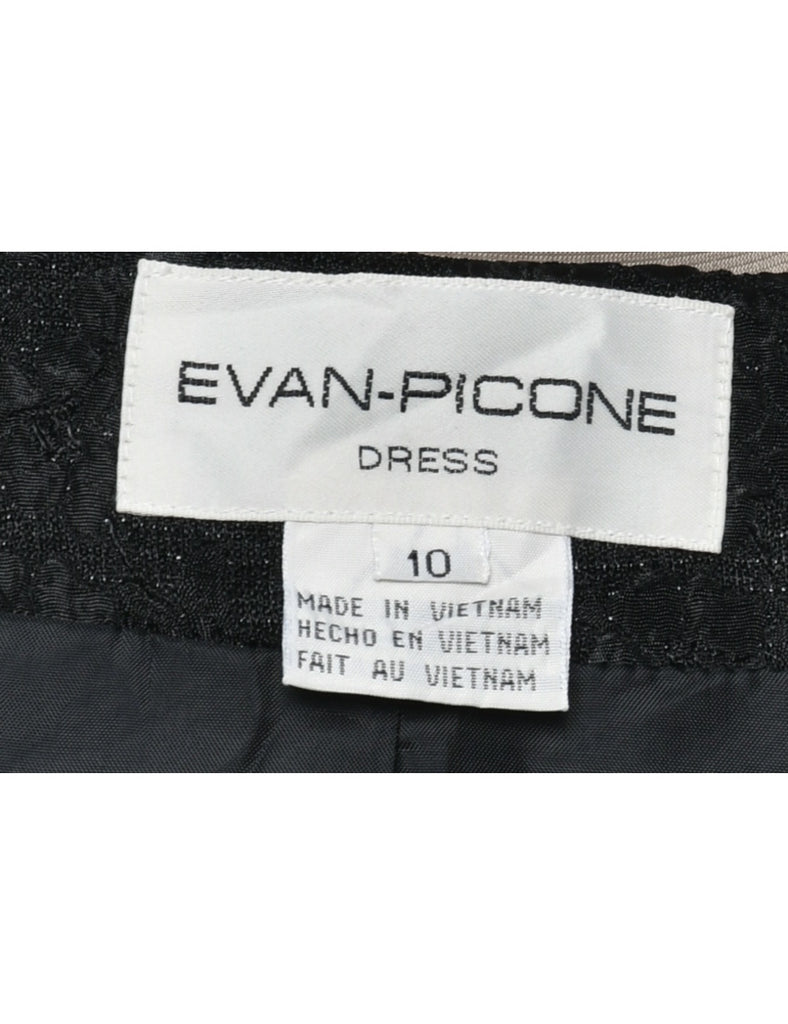 EVAN-PICONE
DRESS
10
MADE IN VIETNAM
HECHO EN VIETNAM
FAIT AU VIETNAM